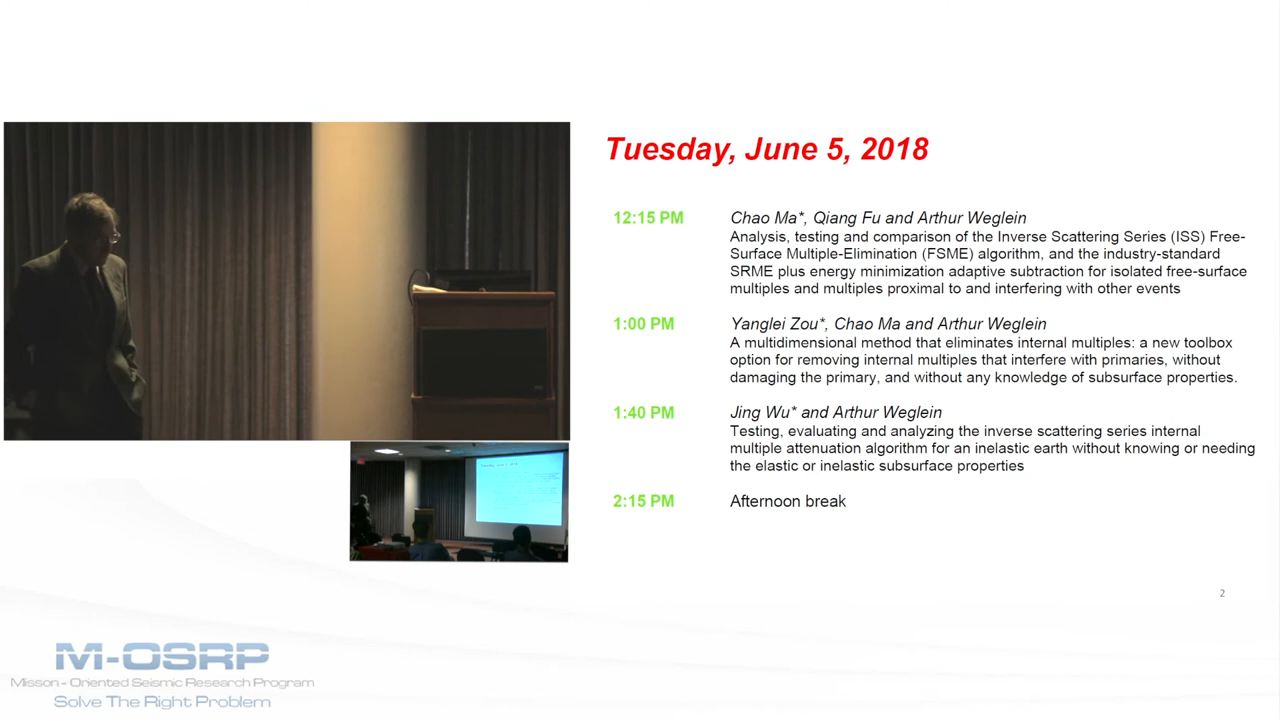 Tuesday, June 5, 2018
12:15 PM
Chao Ma*, Qiang Fu and Arthur Weglein
Analysis, testing and comparison of the Inverse Scattering Series (ISS) Free-
Surface Multiple-Elimination (FSME) algorithm, and the industry-standard
SRME plus energy minimization adaptive subtraction for isolated free-surface
multiples and multiples proximal to and interfering with other events
1:00 PM
Yanglei Zou*, Chao Ma and Arthur Weglein
A multidimensional method that eliminates internal multiples: a new toolbox
option for removing internal multiples that interfere with primaries, without
damaging the primary, and without any knowledge of subsurface properties.
1:40 PM
Jing Wu* and Arthur Weglein
Testing, evaluating and analyzing the inverse scattering series internal
multiple attenuation algorithm for an inelastic earth without knowing or needing
the elastic or inelastic subsurface properties
2:15 PM
Afternoon break
2
M-OSRP
Misson - Oriented Seismic Research Program
Solve The Right Problem